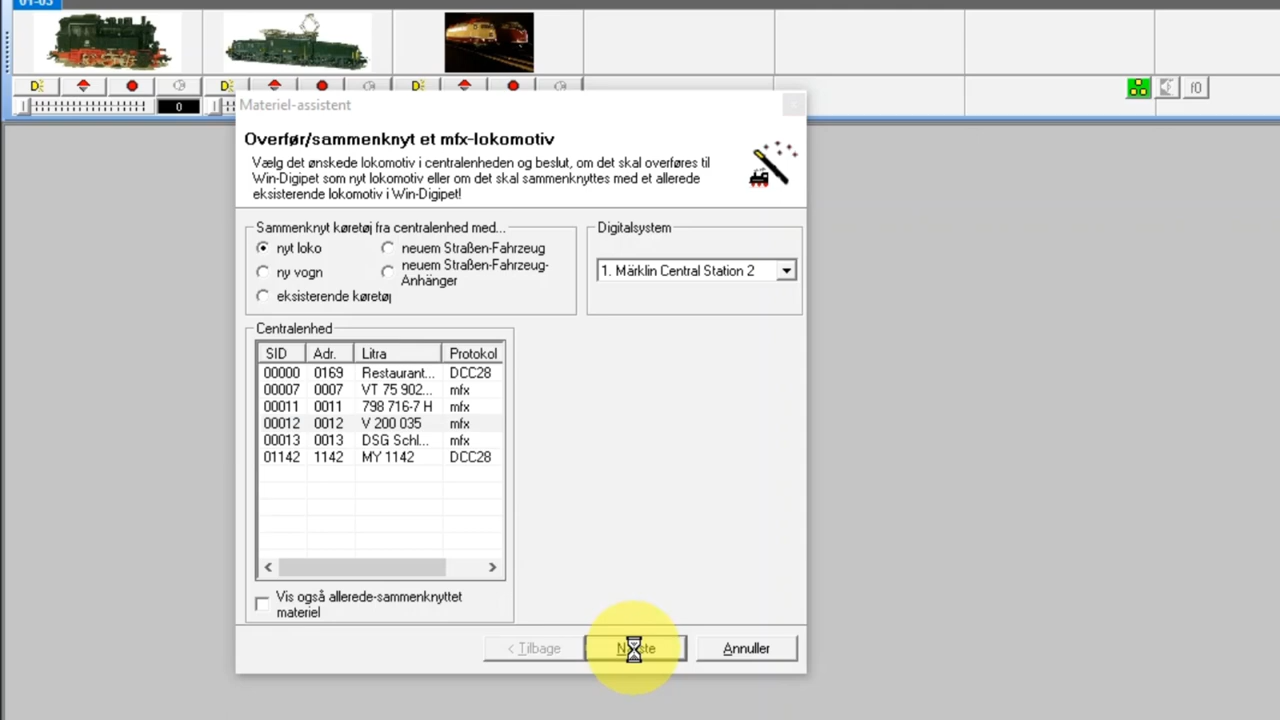 01-03
0
f0
Materiel-assistent
Overfør/sammenknyt et mfx-lokomotiv
Vælg det ønskede lokomotiv i centralenheden og beslut, om det skal overføres til
Win-Digipet som nyt lokomotiv eller om det skal sammenknyttes med et allerede
eksisterende lokomotiv i Win-Digipet!
Sammenknyt køretøj fra centralenhed med...
nyt loko
neuem Straßen-Fahrzeug
ny vogn
neuem Straßen-Fahrzeug-
Anhänger
eksisterende køretøj
Digitalsystem
1. Märklin Central Station 2
Centralenhed
SID Adr. Litra Protokol
00000 0169 Restaurant... DCC28
00007 0007 VT 75 902... mfx
00011 0011 798 716-7 H mfx
00012 0012 V 200 035 mfx
00013 0013 DSG Schl... mfx
01142 1142 MY 1142 DCC28
Vis også allerede-sammenknyttet
materiel
< Tilbage
Annuller